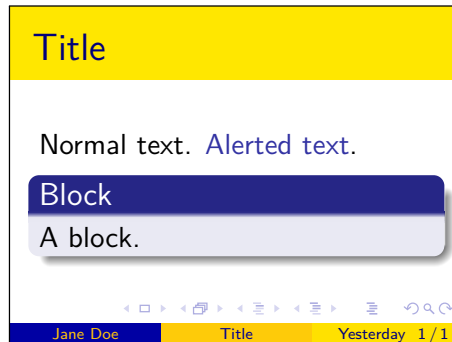 Title
Normal text. Alerted text.
Block
A block.
Jane Doe Title Yesterday 1/1